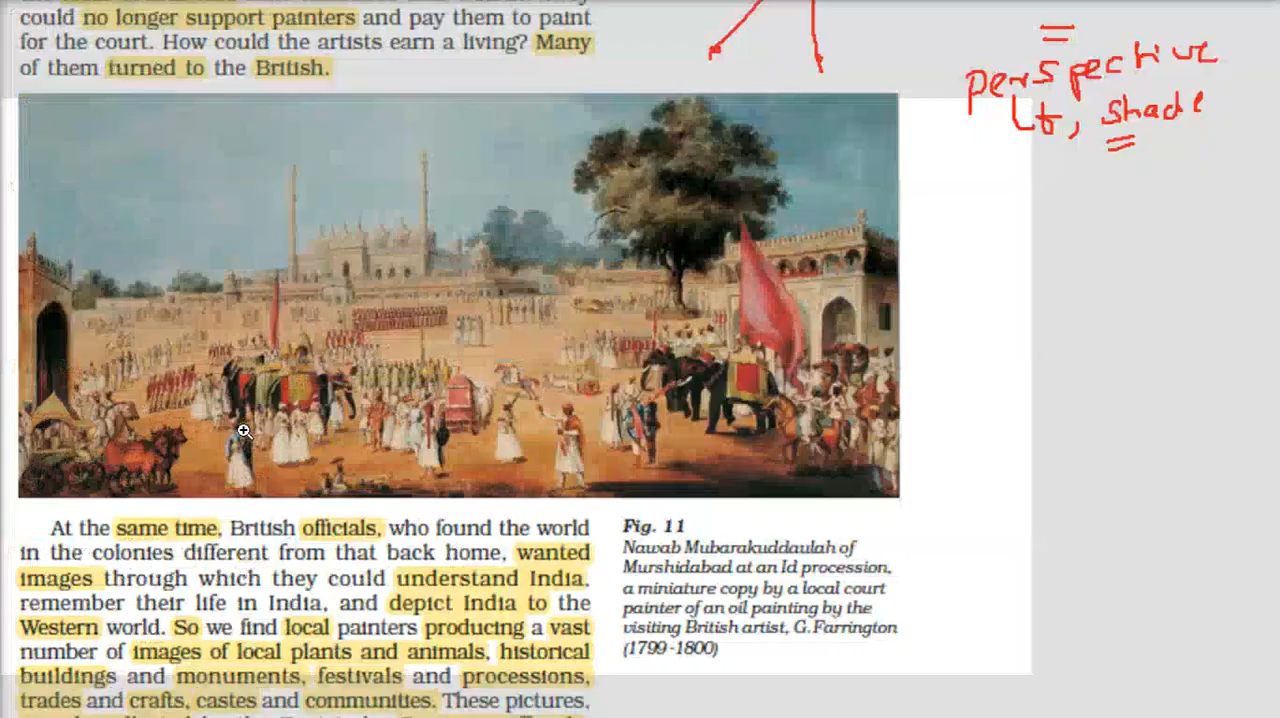 could no longer support painters and pay them to paint
for the court. How could the artists earn a living? Many
of them turned to the British.
perspective
Lt, shade
At the same time, British officials, who found the world
in the colonies different from that back home, wanted
images through which they could understand India,
remember their life in India, and depict India to the
Western world. So we find local painters producing a vast
number of images of local plants and animals, historical
buildings and monuments, festivals and processions,
trades and crafts, castes and communities. These pictures,
Fig. 11
Nawab Mubarakuddaulah of
Murshidabad at an Id procession,
a miniature copy by a local court
painter of an oil painting by the
visiting British artist, G.Farrington
(1799-1800)